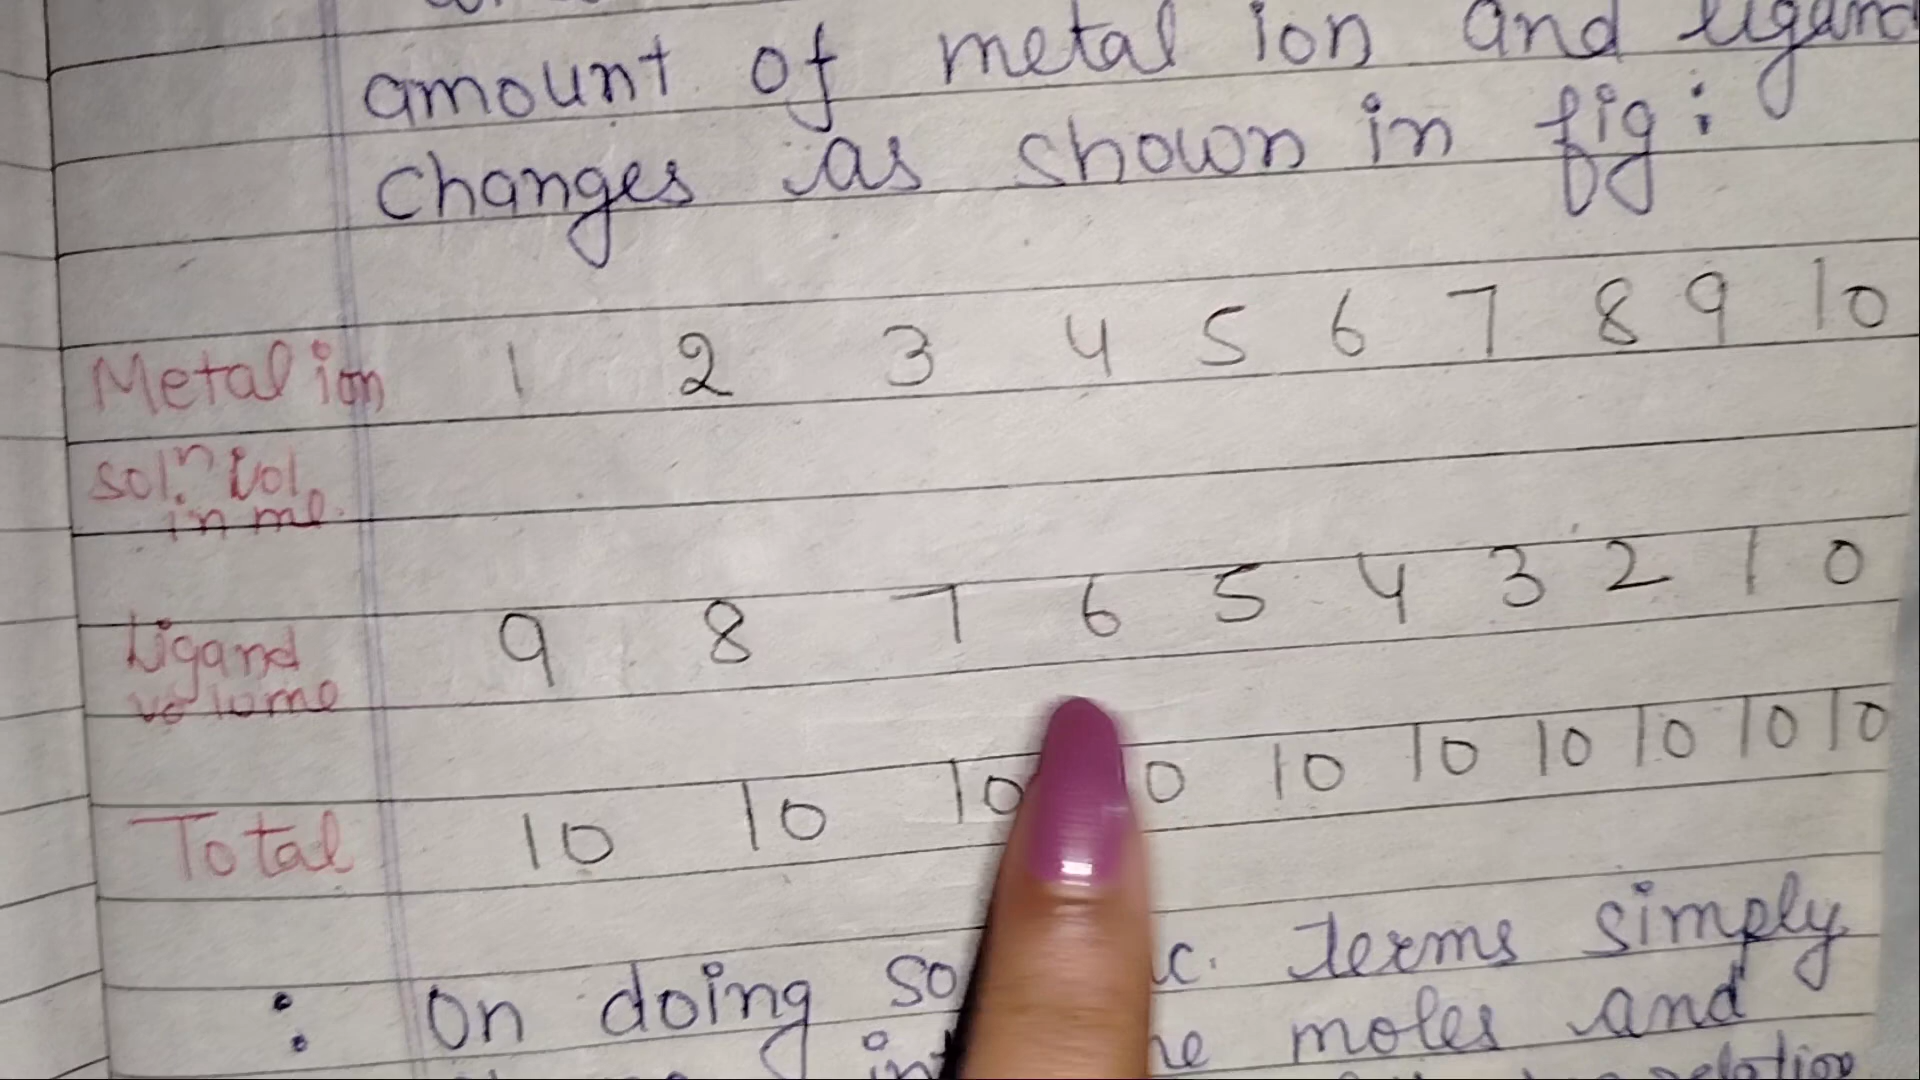 amount of metal ion and ligand
changes as shown in fig:
Metal ion 1 2 3 4 5 6 7 8 9 10
solⁿ. Vol. in ml.
Ligand volume 9 8 7 6 5 4 3 2 1 0
Total 10 10 10 0 10 10 10 10 10 10
: on doing so c. terms simply
moles and